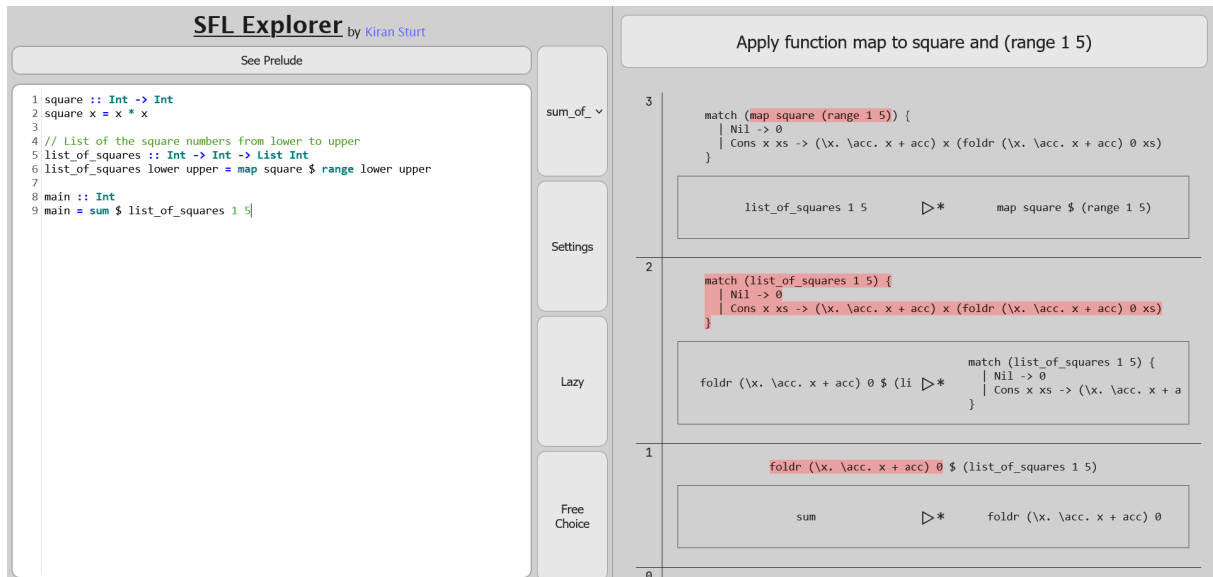 SFL Explorer by Kiran Sturt
See Prelude
1 square :: Int -> Int
2 square x = x * x
3
4 // List of the square numbers from lower to upper
5 list_of_squares :: Int -> Int -> List Int
6 list_of_squares lower upper = map square $ range lower upper
7
8 main :: Int
9 main = sum $ list_of_squares 1 5
sum_of_
Settings
Lazy
Free
Choice
Apply function map to square and (range 1 5)
3
match (map square (range 1 5)) {
| Nil -> 0
| Cons x xs -> (\x. \acc. x + acc) x (foldr (\x. \acc. x + acc) 0 xs)
}
list_of_squares 1 5 ▷* map square $ (range 1 5)
2
match (list_of_squares 1 5) {
| Nil -> 0
| Cons x xs -> (\x. \acc. x + acc) x (foldr (\x. \acc. x + acc) 0 xs)
}
foldr (\x. \acc. x + acc) 0 $ (li ▷*
match (list_of_squares 1 5) {
| Nil -> 0
| Cons x xs -> (\x. \acc. x + a
}
1
foldr (\x. \acc. x + acc) 0 $ (list_of_squares 1 5)
sum ▷* foldr (\x. \acc. x + acc) 0